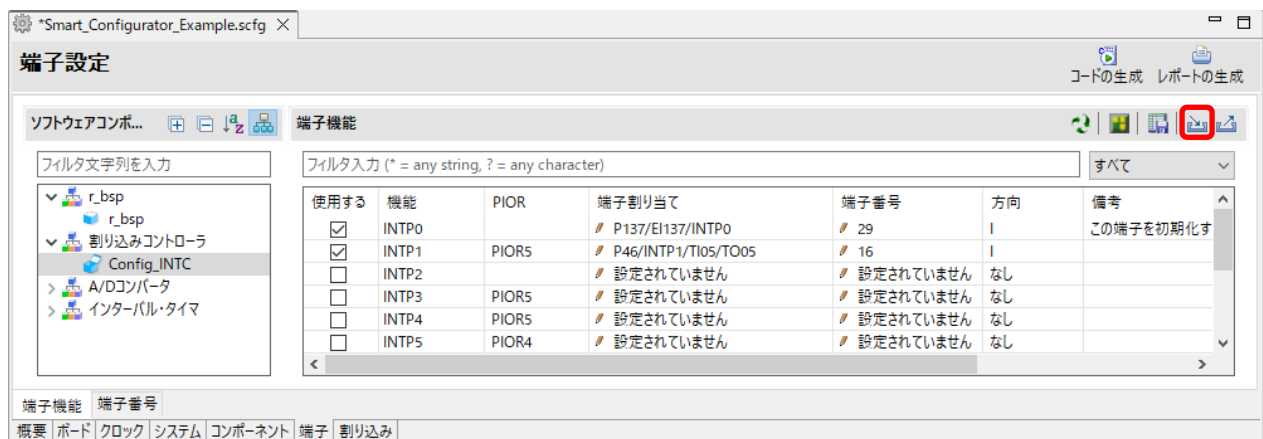 *Smart_Configurator_Example.scfg
端子設定
コードの生成 レポートの生成
ソフトウェアコンポ...
端子機能
フィルタ文字列を入力
フィルタ入力 (* = any string, ? = any character)
すべて
r_bsp
r_bsp
割り込みコントローラ
Config_INTC
A/Dコンバータ
インターバル・タイマ
使用する 機能 PIOR 端子割り当て 端子番号 方向 備考
INTP0 P137/EI137/INTP0 29 I この端子を初期化す
INTP1 PIOR5 P46/INTP1/TI05/TO05 16 I
INTP2 設定されていません 設定されていません なし
INTP3 PIOR5 設定されていません 設定されていません なし
INTP4 PIOR5 設定されていません 設定されていません なし
INTP5 PIOR4 設定されていません 設定されていません なし
端子機能 端子番号
概要 ボード クロック システム コンポーネント 端子 割り込み